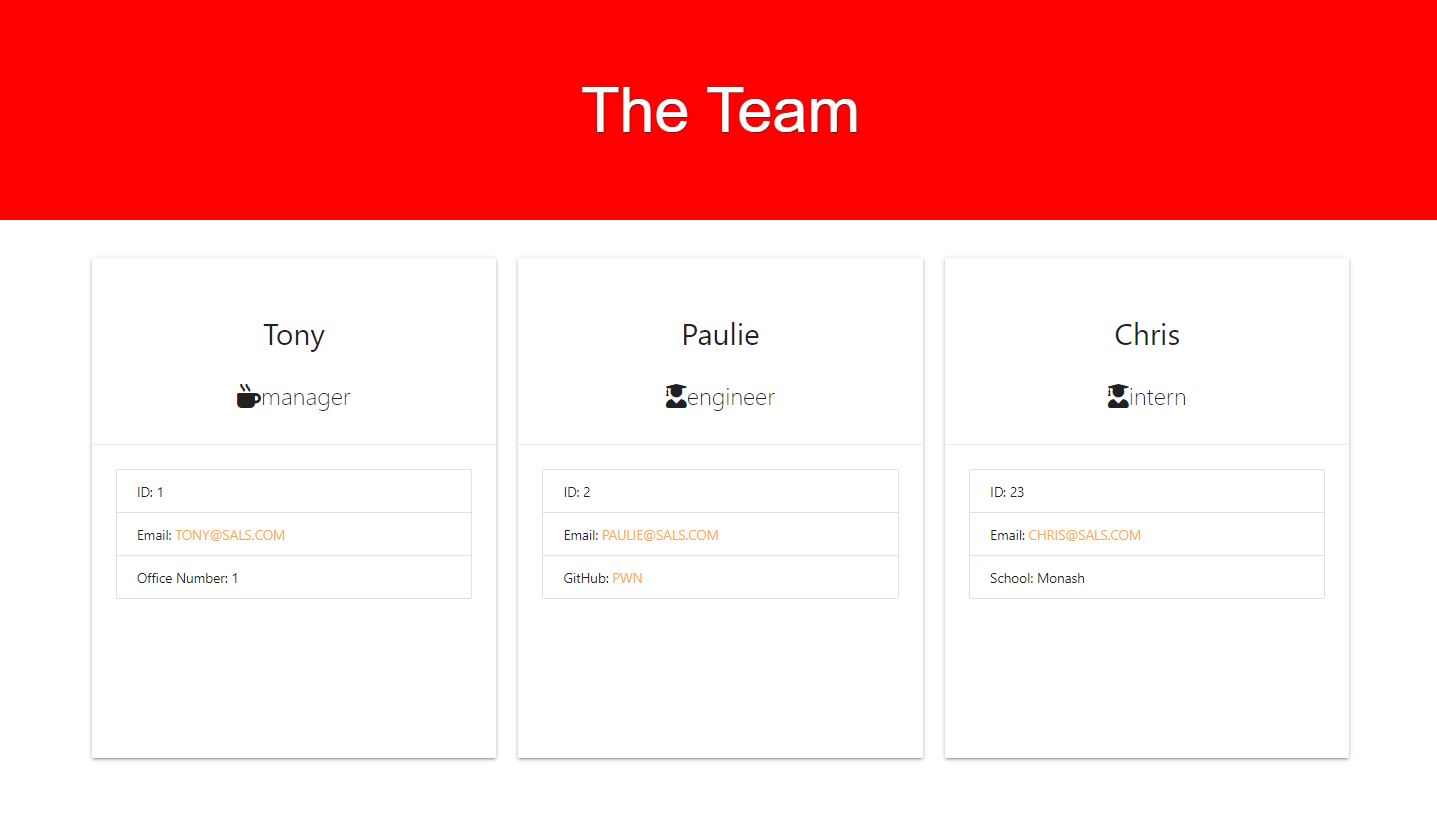 The Team
Tony
manager
ID: 1
Email: TONY@SALS.COM
Office Number: 1
Paulie
engineer
ID: 2
Email: PAULIE@SALS.COM
GitHub: PWN
Chris
intern
ID: 23
Email: CHRIS@SALS.COM
School: Monash